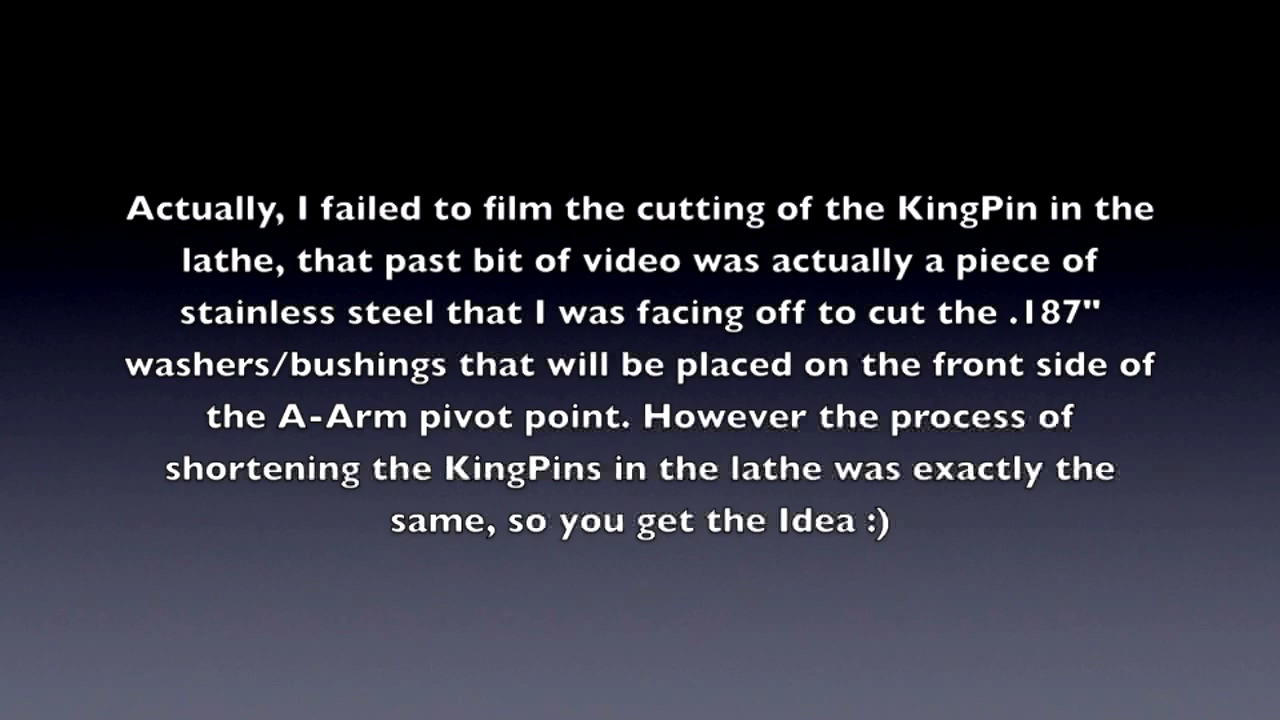 Actually, I failed to film the cutting of the KingPin in the
lathe, that past bit of video was actually a piece of
stainless steel that I was facing off to cut the .187"
washers/bushings that will be placed on the front side of
the A-Arm pivot point. However the process of
shortening the KingPins in the lathe was exactly the
same, so you get the Idea :)